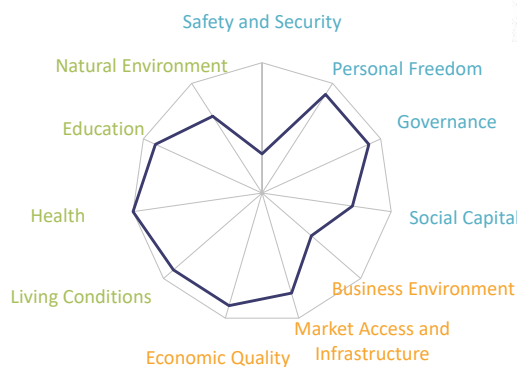 Safety and Security
Natural Environment
Personal Freedom
Education
Governance
Health
Social Capital
Living Conditions
Business Environment
Market Access and
Infrastructure
Economic Quality